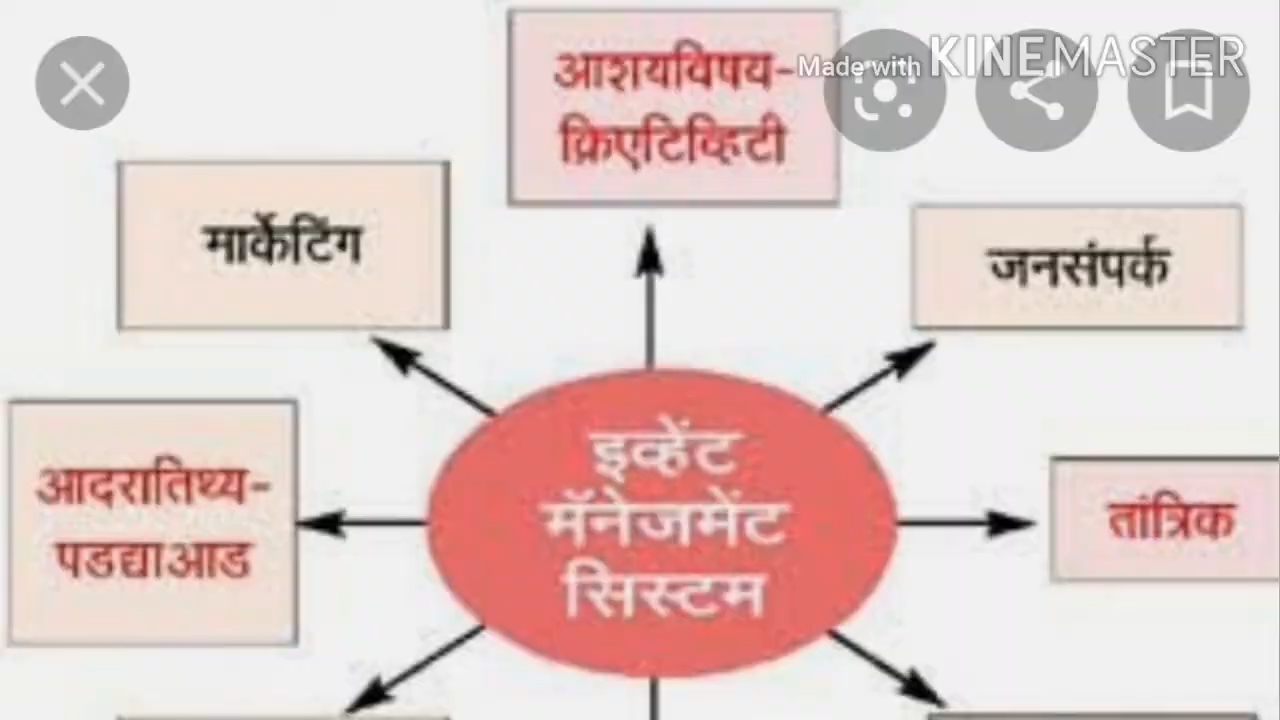 आशयविषय-
क्रिएटिव्हिटी
Made with KINEMASTER
मार्केटिंग
जनसंपर्क
आदरातिथ्य-
पडद्याआड
इव्हेंट
मॅनेजमेंट
सिस्टम
तांत्रिक